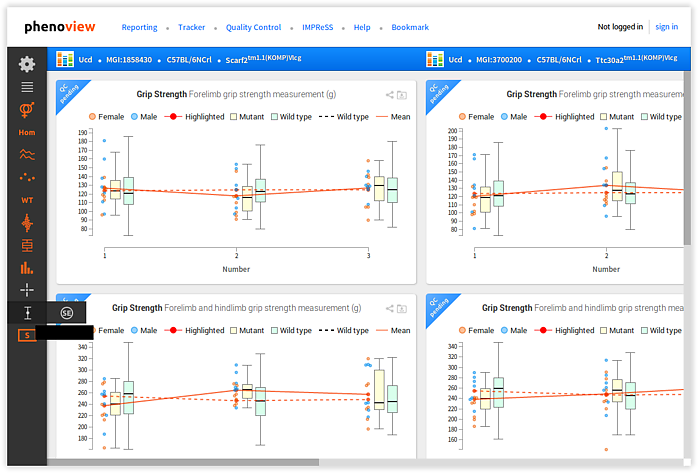 phenoview Reporting Tracker Quality Control IMPReSS Help Bookmark Not logged in sign in
Ucd MGI:1858430 C57BL/6NCrl Scarf2tm1.1(KOMP)Vlcg Ucd MGI:3700200 C57BL/6NCrl Ttc30a2tm1.1(KOMP)Vlcg
QC pending
Grip Strength Forelimb grip strength measurement (g)
Female Male Highlighted Mutant Wild type Wild type Mean
190
180
170
160
150
140
130
120
110
100
90
80
1 2 3
Number
QC pending
Grip Strength Forelimb grip strength measurement
Female Male Highlighted Mutant Wild type
200
190
180
170
160
150
140
130
120
110
100
90
80
1 2
Number
Hom
WT
SE
S
QC pending
Grip Strength Forelimb and hindlimb grip strength measurement (g)
Female Male Highlighted Mutant Wild type Wild type Mean
340
320
300
280
260
240
220
200
180
160
QC pending
Grip Strength Forelimb and hindlimb grip strength measurement
Female Male Highlighted Mutant Wild type
340
320
300
280
260
240
220
200
180
160